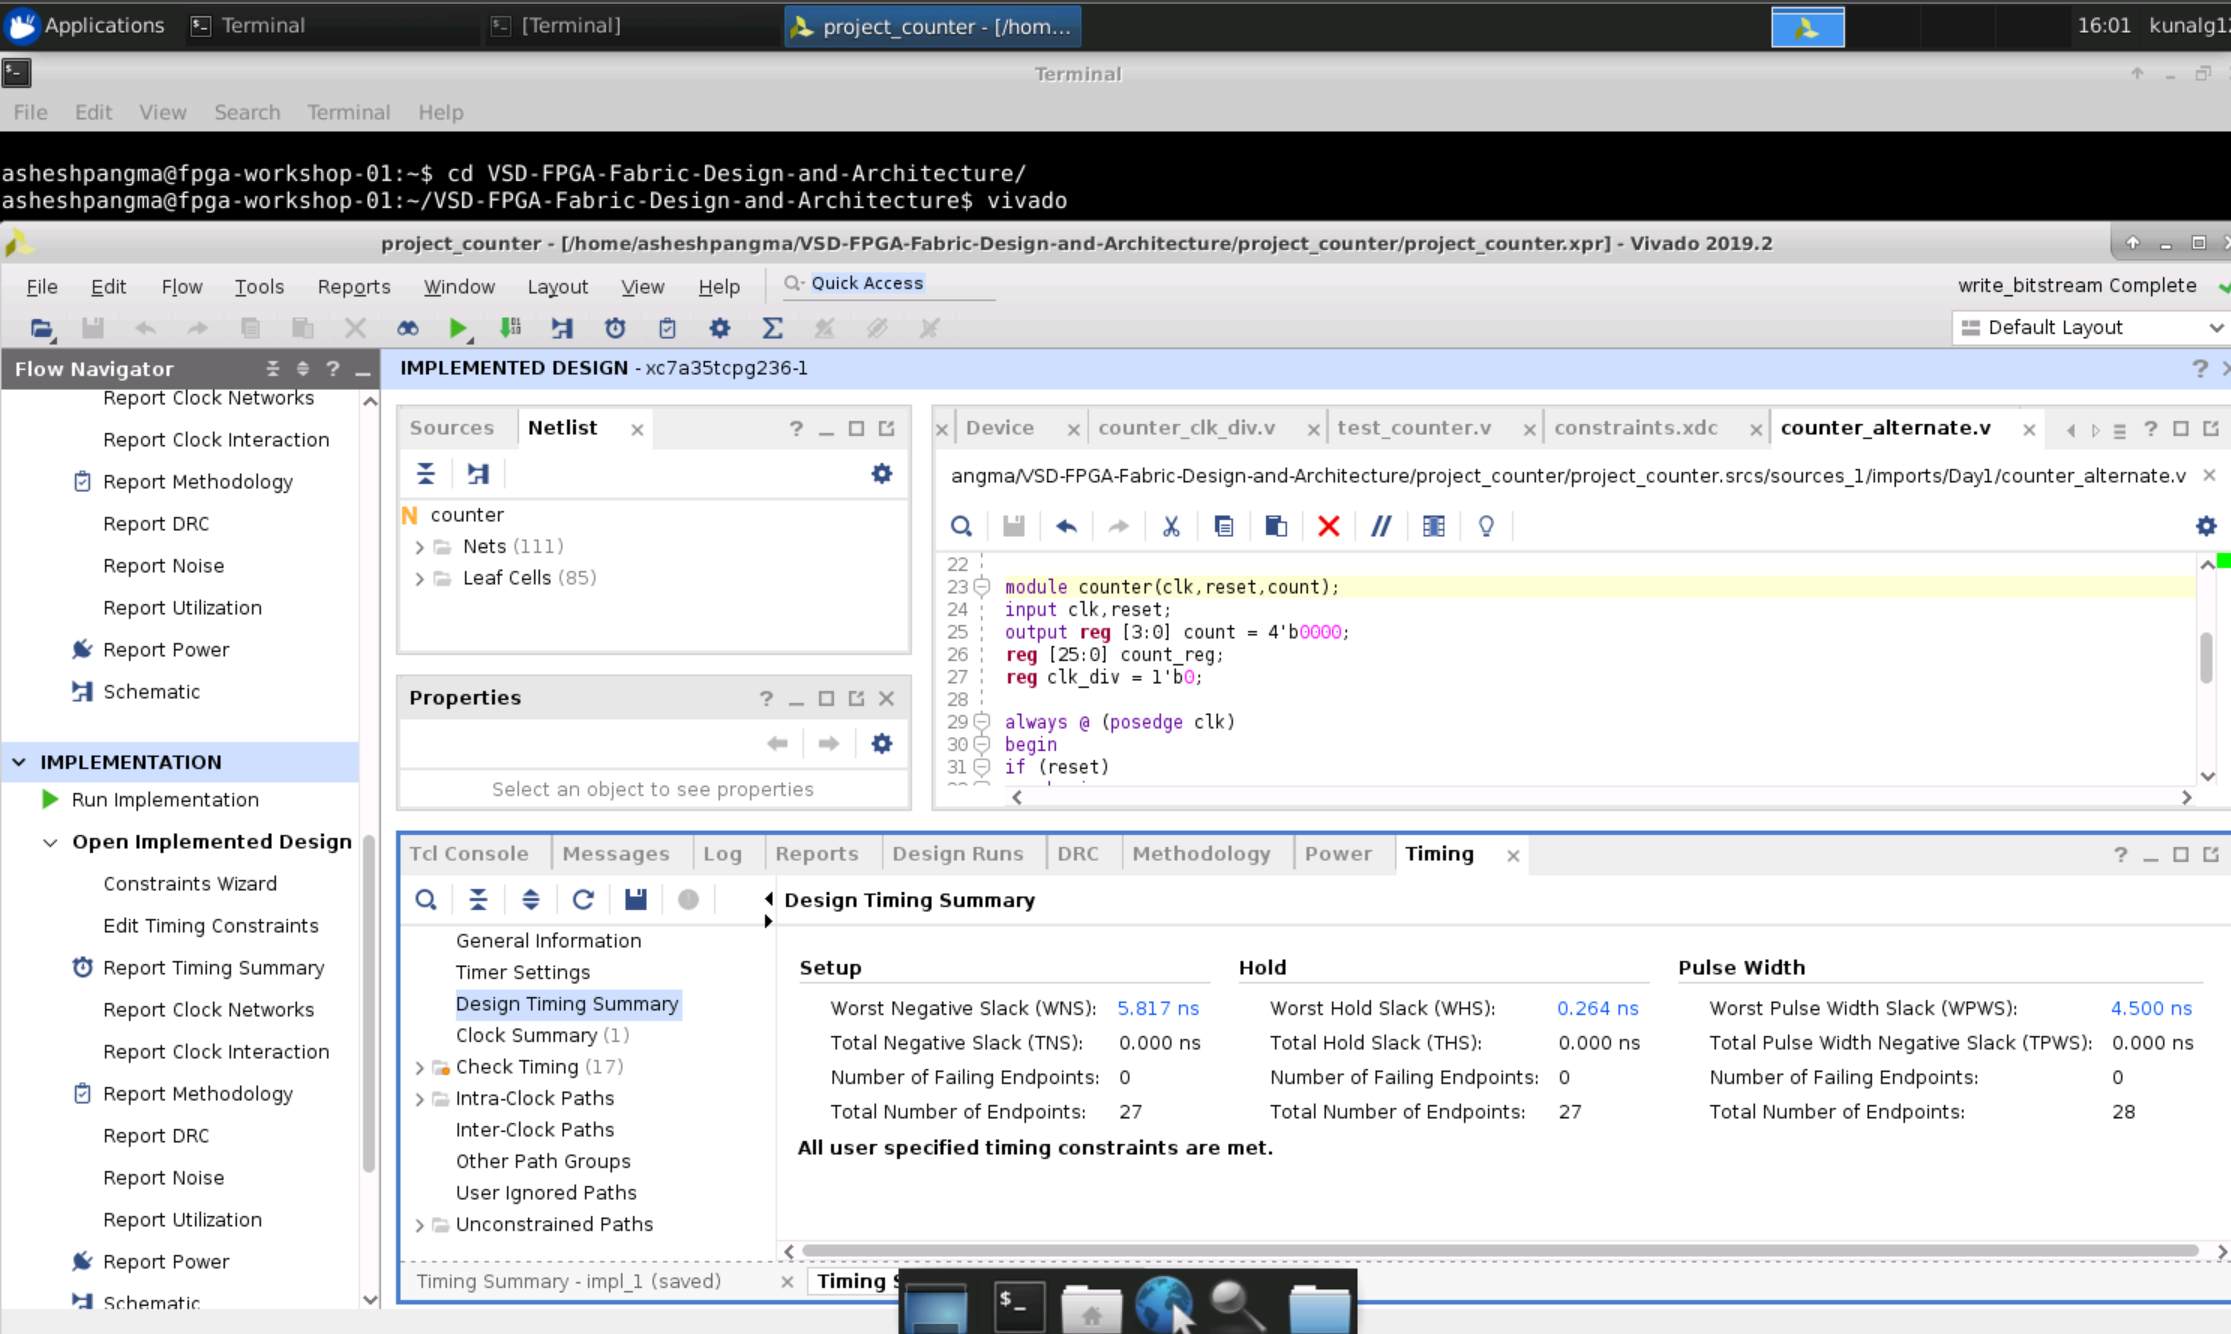 Applications Terminal [Terminal] project_counter - [/hom... 16:01 kunalg12
Terminal
File Edit View Search Terminal Help
asheshpangma@fpga-workshop-01:~$ cd VSD-FPGA-Fabric-Design-and-Architecture/
asheshpangma@fpga-workshop-01:~/VSD-FPGA-Fabric-Design-and-Architecture$ vivado
project_counter - [/home/asheshpangma/VSD-FPGA-Fabric-Design-and-Architecture/project_counter/project_counter.xpr] - Vivado 2019.2
File Edit Flow Tools Reports Window Layout View Help Quick Access write_bitstream Complete
Default Layout
Flow Navigator
Report Clock Networks
Report Clock Interaction
Report Methodology
Report DRC
Report Noise
Report Utilization
Report Power
Schematic
IMPLEMENTATION
Run Implementation
Open Implemented Design
Constraints Wizard
Edit Timing Constraints
Report Timing Summary
Report Clock Networks
Report Clock Interaction
Report Methodology
Report DRC
Report Noise
Report Utilization
Report Power
Schematic
IMPLEMENTED DESIGN - xc7a35tcpg236-1
Sources Netlist
N counter
Nets (111)
Leaf Cells (85)
Properties
Select an object to see properties
Device counter_clk_div.v test_counter.v constraints.xdc counter_alternate.v
angma/VSD-FPGA-Fabric-Design-and-Architecture/project_counter/project_counter.srcs/sources_1/imports/Day1/counter_alternate.v
22
23 module counter(clk,reset,count);
24 input clk,reset;
25 output reg [3:0] count = 4'b0000;
26 reg [25:0] count_reg;
27 reg clk_div = 1'b0;
28
29 always @ (posedge clk)
30 begin
31 if (reset)
Tcl Console Messages Log Reports Design Runs DRC Methodology Power Timing
General Information
Timer Settings
Design Timing Summary
Clock Summary (1)
Check Timing (17)
Intra-Clock Paths
Inter-Clock Paths
Other Path Groups
User Ignored Paths
Unconstrained Paths
Design Timing Summary
Setup Hold Pulse Width
Worst Negative Slack (WNS): 5.817 ns Worst Hold Slack (WHS): 0.264 ns Worst Pulse Width Slack (WPWS): 4.500 ns
Total Negative Slack (TNS): 0.000 ns Total Hold Slack (THS): 0.000 ns Total Pulse Width Negative Slack (TPWS): 0.000 ns
Number of Failing Endpoints: 0 Number of Failing Endpoints: 0 Number of Failing Endpoints: 0
Total Number of Endpoints: 27 Total Number of Endpoints: 27 Total Number of Endpoints: 28
All user specified timing constraints are met.
Timing Summary - impl_1 (saved) Timing S